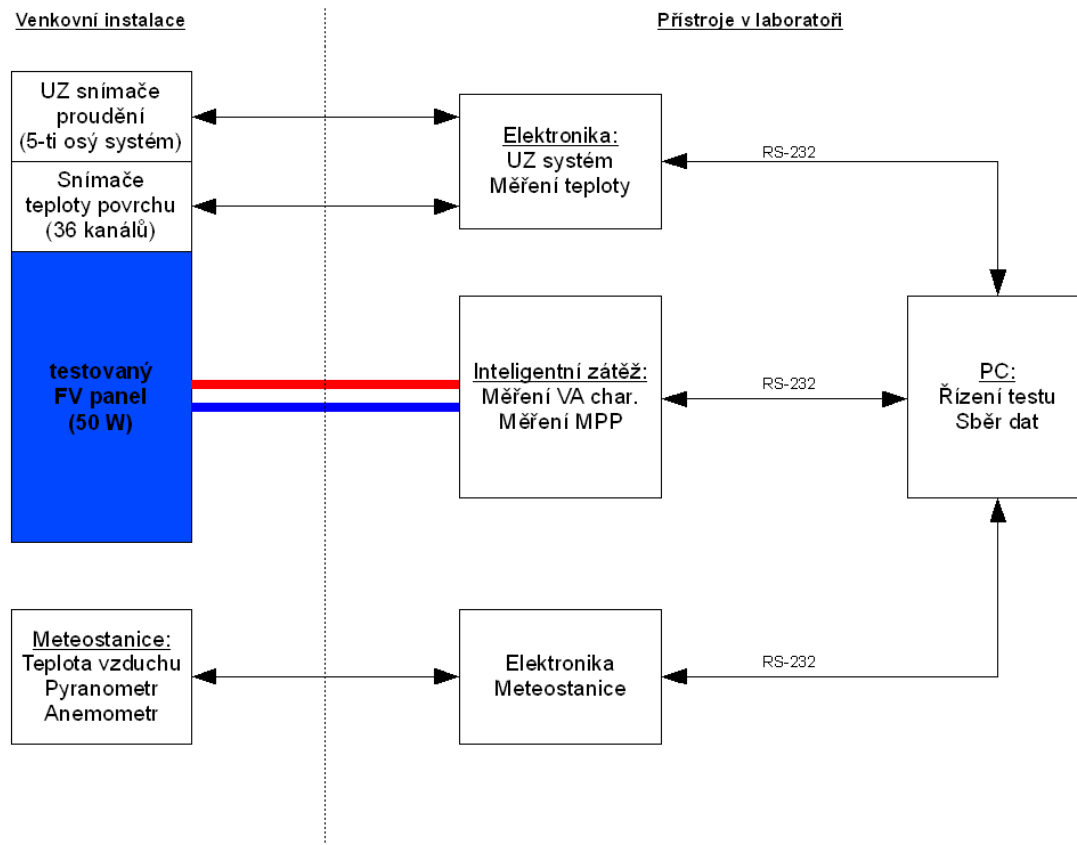 Venkovní instalace
Přístroje v laboratoři
UZ snímače
proudění
(5-ti osý systém)
Snímače
teploty povrchu
(36 kanálů)
testovaný
FV panel
(50 W)
Meteostanice:
Teplota vzduchu
Pyranometr
Anemometr
Elektronika:
UZ systém
Měření teploty
Inteligentní zátěž:
Měření VA char.
Měření MPP
Elektronika
Meteostanice
RS-232
RS-232
RS-232
PC:
Řízení testu
Sběr dat